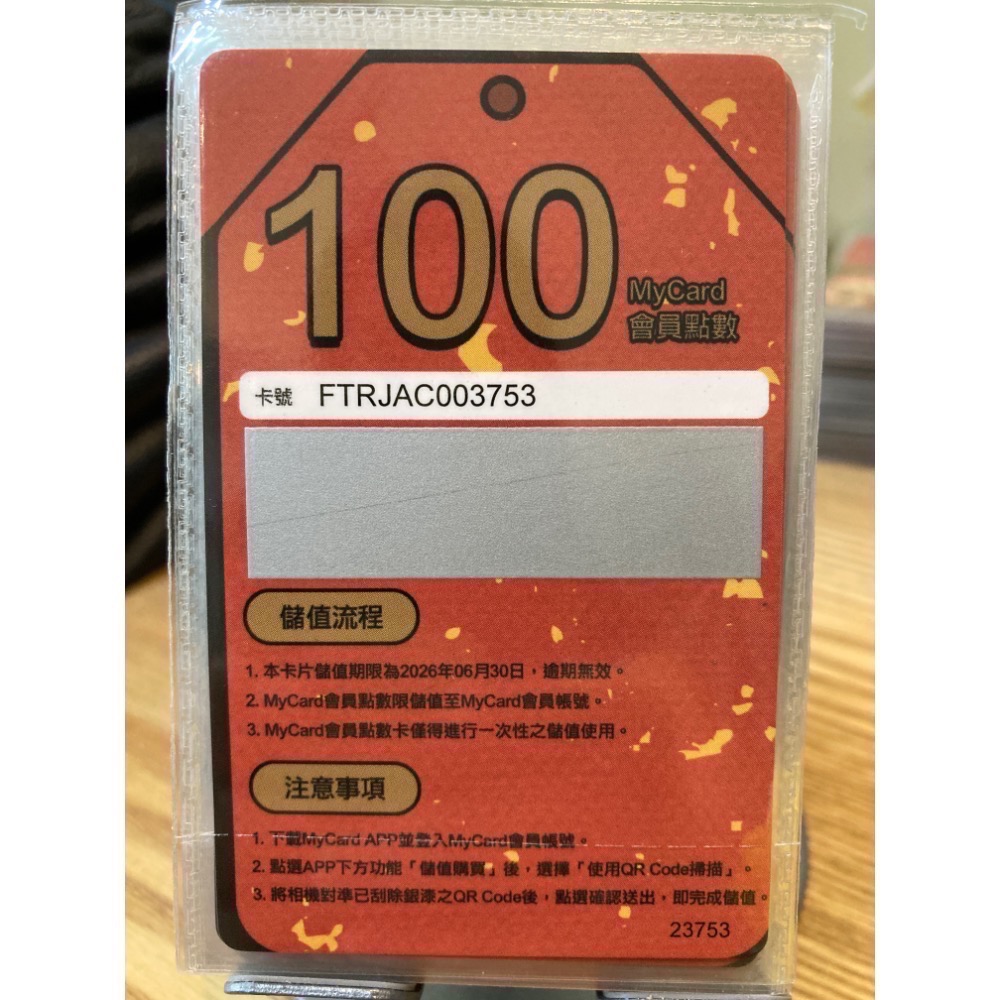 100
MyCard
會員點數
卡號 FTRJAC003753
儲值流程
1. 本卡片儲值期限為2026年06月30日，逾期無效。
2. MyCard會員點數限儲值至MyCard會員帳號。
3. MyCard會員點數卡僅得進行一次性之儲值使用。
注意事項
1. 下載MyCard APP並登入MyCard會員帳號。
2. 點選APP下方功能「儲值購買」後，選擇「使用QR Code掃描」。
3. 將相機對準已刮除銀漆之QR Code後，點選確認送出，即完成儲值。
23753